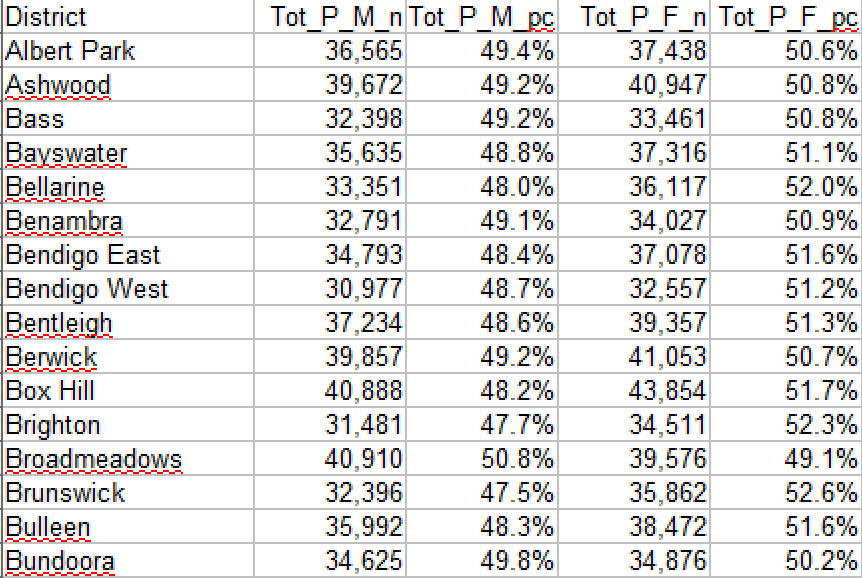 District Tot_P_M_n Tot_P_M_pc Tot_P_F_n Tot_P_F_pc
Albert Park 36,565 49.4% 37,438 50.6%
Ashwood 39,672 49.2% 40,947 50.8%
Bass 32,398 49.2% 33,461 50.8%
Bayswater 35,635 48.8% 37,316 51.1%
Bellarine 33,351 48.0% 36,117 52.0%
Benambra 32,791 49.1% 34,027 50.9%
Bendigo East 34,793 48.4% 37,078 51.6%
Bendigo West 30,977 48.7% 32,557 51.2%
Bentleigh 37,234 48.6% 39,357 51.3%
Berwick 39,857 49.2% 41,053 50.7%
Box Hill 40,888 48.2% 43,854 51.7%
Brighton 31,481 47.7% 34,511 52.3%
Broadmeadows 40,910 50.8% 39,576 49.1%
Brunswick 32,396 47.5% 35,862 52.6%
Bulleen 35,992 48.3% 38,472 51.6%
Bundoora 34,625 49.8% 34,876 50.2%